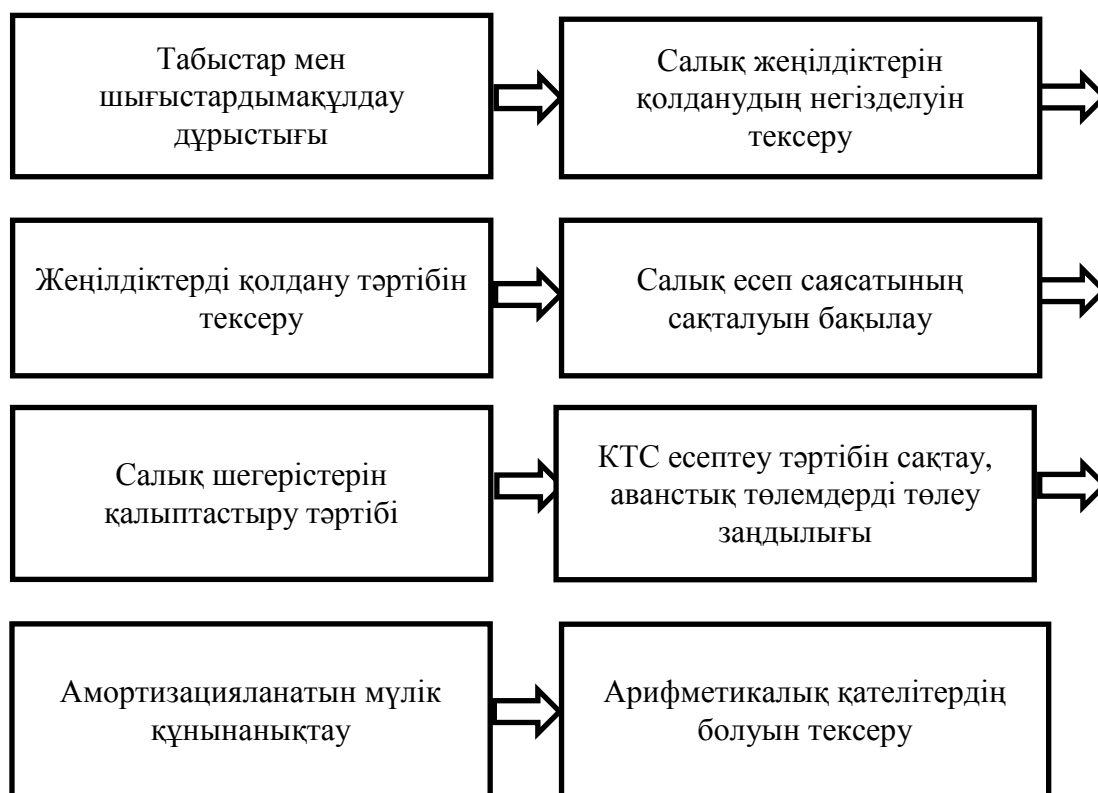 Табыстар мен
шығыстардымақұлдау
дұрыстығы
Салық жеңілдіктерін
қолданудың негізделуін
тексеру
Жеңілдіктерді қолдану тәртібін
тексеру
Салық есеп саясатының
сақталуын бақылау
Салық шегерістерін
қалыптастыру тәртібі
КТС есептеу тәртібін сақтау,
аванстық төлемдерді төлеу
заңдылығы
Амортизацияланатын мүлік
құнынанықтау
Арифметикалық қателітердің
болуын тексеру